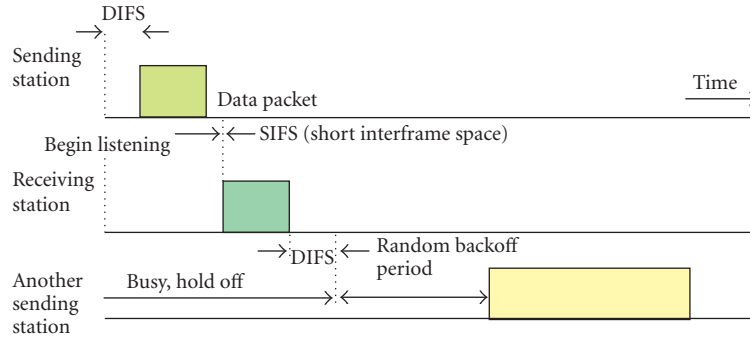 DIFS
Sending
station
Time
Data packet
SIFS (short interframe space)
Begin listening
Receiving
station
DIFS
Random backoff
period
Busy, hold off
Another
sending
station